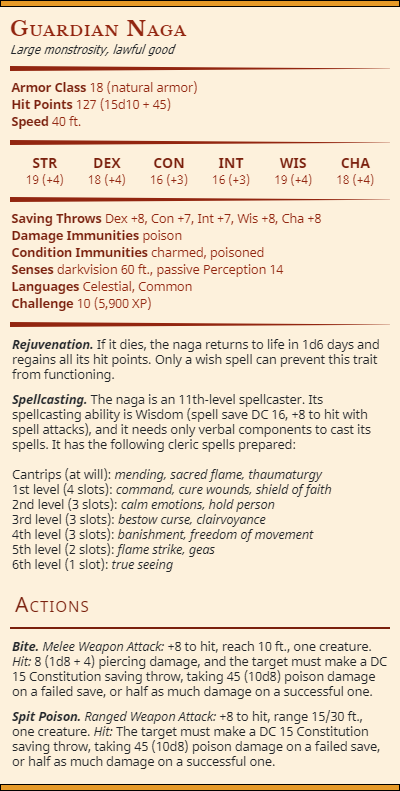 Guardian Naga
Large monstrosity, lawful good
Armor Class 18 (natural armor)
Hit Points 127 (15d10 + 45)
Speed 40 ft.
STR DEX CON INT WIS CHA
19 (+4) 18 (+4) 16 (+3) 16 (+3) 19 (+4) 18 (+4)
Saving Throws Dex +8, Con +7, Int +7, Wis +8, Cha +8
Damage Immunities poison
Condition Immunities charmed, poisoned
Senses darkvision 60 ft., passive Perception 14
Languages Celestial, Common
Challenge 10 (5,900 XP)
Rejuvenation. If it dies, the naga returns to life in 1d6 days and
regains all its hit points. Only a wish spell can prevent this trait
from functioning.
Spellcasting. The naga is an 11th-level spellcaster. Its
spellcasting ability is Wisdom (spell save DC 16, +8 to hit with
spell attacks), and it needs only verbal components to cast its
spells. It has the following cleric spells prepared:
Cantrips (at will): mending, sacred flame, thaumaturgy
1st level (4 slots): command, cure wounds, shield of faith
2nd level (3 slots): calm emotions, hold person
3rd level (3 slots): bestow curse, clairvoyance
4th level (3 slots): banishment, freedom of movement
5th level (2 slots): flame strike, geas
6th level (1 slot): true seeing
Actions
Bite. Melee Weapon Attack: +8 to hit, reach 10 ft., one creature.
Hit: 8 (1d8 + 4) piercing damage, and the target must make a DC
15 Constitution saving throw, taking 45 (10d8) poison damage
on a failed save, or half as much damage on a successful one.
Spit Poison. Ranged Weapon Attack: +8 to hit, range 15/30 ft.,
one creature. Hit: The target must make a DC 15 Constitution
saving throw, taking 45 (10d8) poison damage on a failed save,
or half as much damage on a successful one.